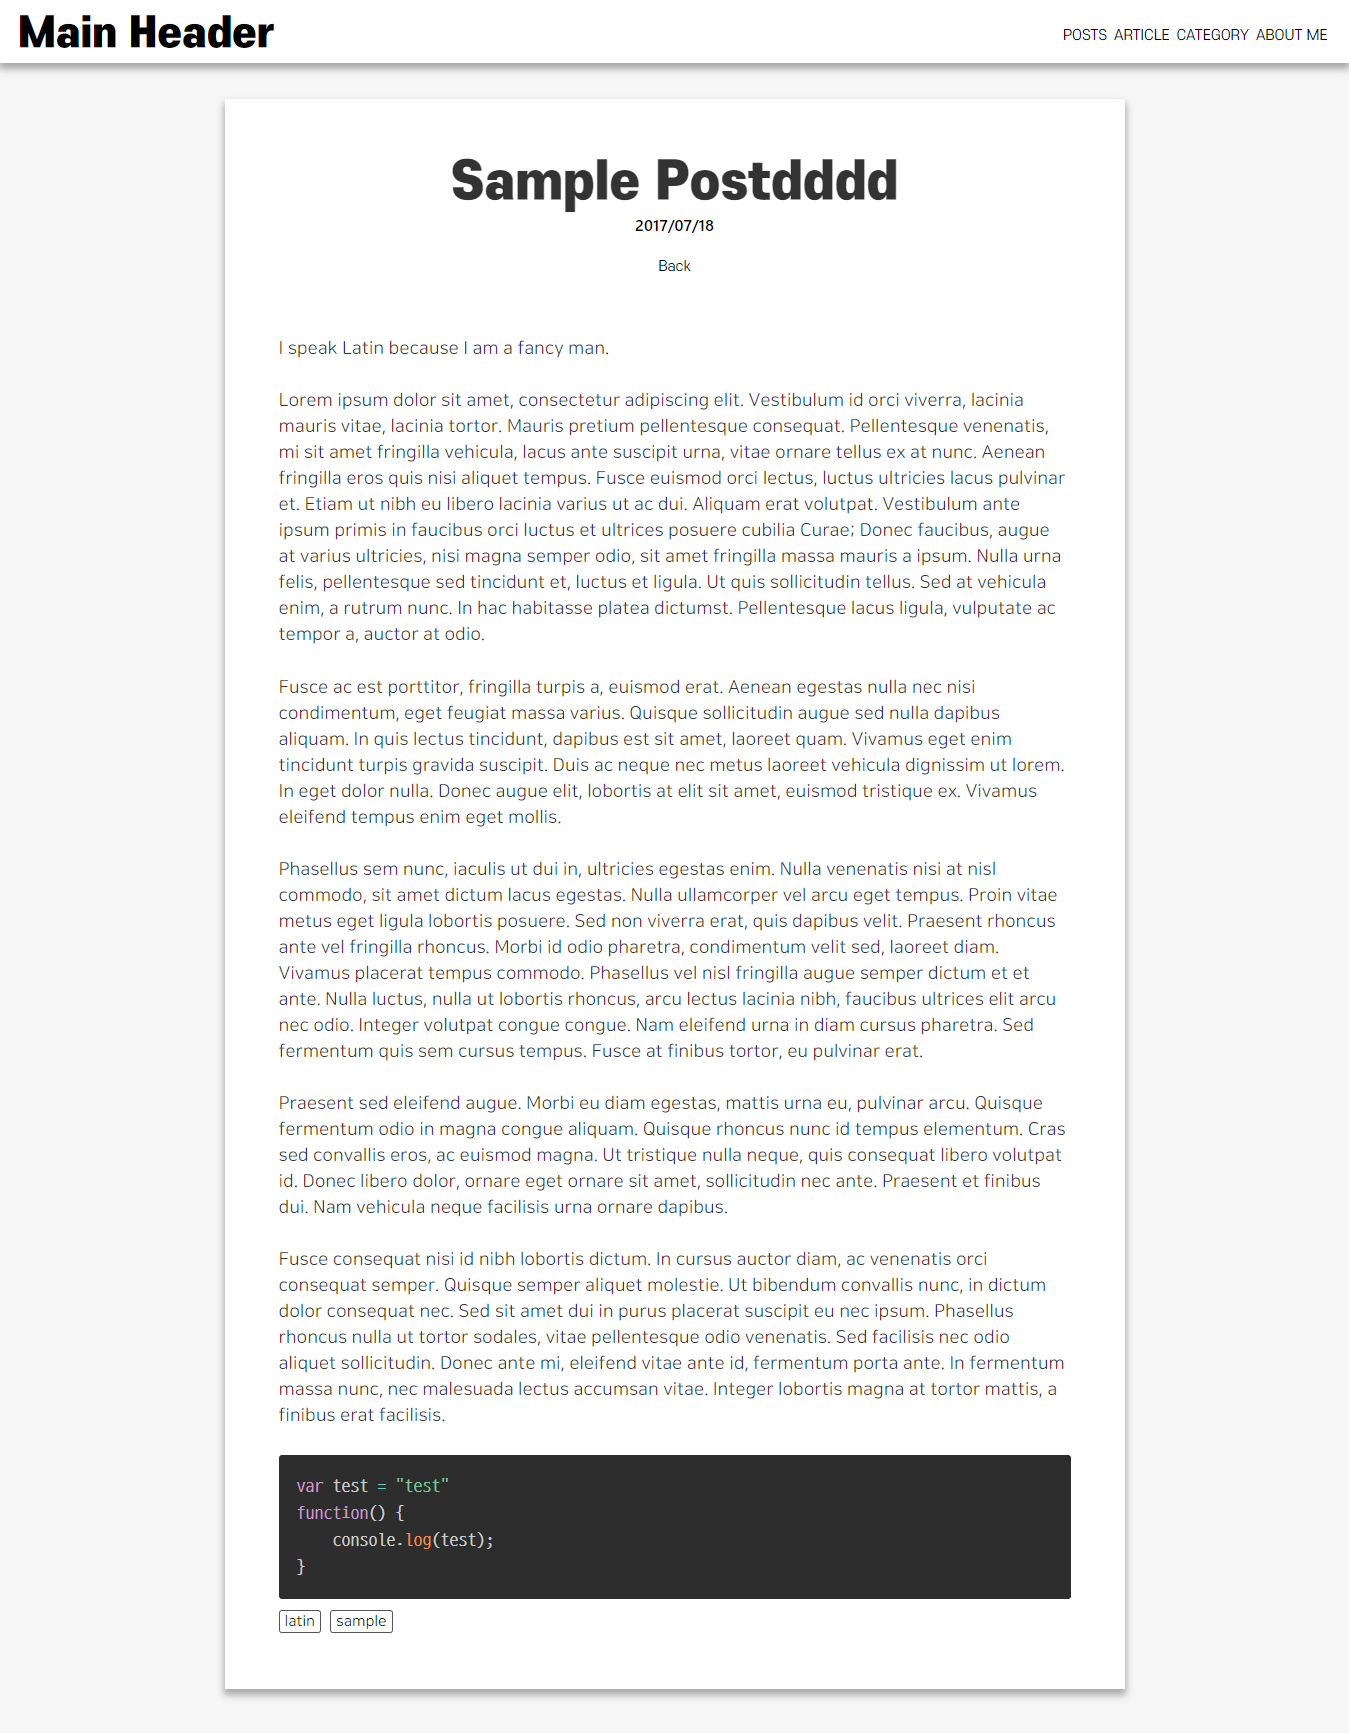 Main Header
POSTS ARTICLE CATEGORY ABOUT ME
Sample Postdddd
2017/07/18
Back
I speak Latin because I am a fancy man.
Lorem ipsum dolor sit amet, consectetur adipiscing elit. Vestibulum id orci viverra, lacinia
mauris vitae, lacinia tortor. Mauris pretium pellentesque consequat. Pellentesque venenatis,
mi sit amet fringilla vehicula, lacus ante suscipit urna, vitae ornare tellus ex at nunc. Aenean
fringilla eros quis nisi aliquet tempus. Fusce euismod orci lectus, luctus ultricies lacus pulvinar
et. Etiam ut nibh eu libero lacinia varius ut ac dui. Aliquam erat volutpat. Vestibulum ante
ipsum primis in faucibus orci luctus et ultrices posuere cubilia Curae; Donec faucibus, augue
at varius ultricies, nisi magna semper odio, sit amet fringilla massa mauris a ipsum. Nulla urna
felis, pellentesque sed tincidunt et, luctus et ligula. Ut quis sollicitudin tellus. Sed at vehicula
enim, a rutrum nunc. In hac habitasse platea dictumst. Pellentesque lacus ligula, vulputate ac
tempor a, auctor at odio.
Fusce ac est porttitor, fringilla turpis a, euismod erat. Aenean egestas nulla nec nisi
condimentum, eget feugiat massa varius. Quisque sollicitudin augue sed nulla dapibus
aliquam. In quis lectus tincidunt, dapibus est sit amet, laoreet quam. Vivamus eget enim
tincidunt turpis gravida suscipit. Duis ac neque nec metus laoreet vehicula dignissim ut lorem.
In eget dolor nulla. Donec augue elit, lobortis at elit sit amet, euismod tristique ex. Vivamus
eleifend tempus enim eget mollis.
Phasellus sem nunc, iaculis ut dui in, ultricies egestas enim. Nulla venenatis nisi at nisl
commodo, sit amet dictum lacus egestas. Nulla ullamcorper vel arcu eget tempus. Proin vitae
metus eget ligula lobortis posuere. Sed non viverra erat, quis dapibus velit. Praesent rhoncus
ante vel fringilla rhoncus. Morbi id odio pharetra, condimentum velit sed, laoreet diam.
Vivamus placerat tempus commodo. Phasellus vel nisl fringilla augue semper dictum et et
ante. Nulla luctus, nulla ut lobortis rhoncus, arcu lectus lacinia nibh, faucibus ultrices elit arcu
nec odio. Integer volutpat congue congue. Nam eleifend urna in diam cursus pharetra. Sed
fermentum quis sem cursus tempus. Fusce at finibus tortor, eu pulvinar erat.
Praesent sed eleifend augue. Morbi eu diam egestas, mattis urna eu, pulvinar arcu. Quisque
fermentum odio in magna congue aliquam. Quisque rhoncus nunc id tempus elementum. Cras
sed convallis eros, ac euismod magna. Ut tristique nulla neque, quis consequat libero volutpat
id. Donec libero dolor, ornare eget ornare sit amet, sollicitudin nec ante. Praesent et finibus
dui. Nam vehicula neque facilisis urna ornare dapibus.
Fusce consequat nisi id nibh lobortis dictum. In cursus auctor diam, ac venenatis orci
consequat semper. Quisque semper aliquet molestie. Ut bibendum convallis nunc, in dictum
dolor consequat nec. Sed sit amet dui in purus placerat suscipit eu nec ipsum. Phasellus
rhoncus nulla ut tortor sodales, vitae pellentesque odio venenatis. Sed facilisis nec odio
aliquet sollicitudin. Donec ante mi, eleifend vitae ante id, fermentum porta ante. In fermentum
massa nunc, nec malesuada lectus accumsan vitae. Integer lobortis magna at tortor mattis, a
finibus erat facilisis.
var test = "test"
function() {
    console.log(test);
}
latin sample